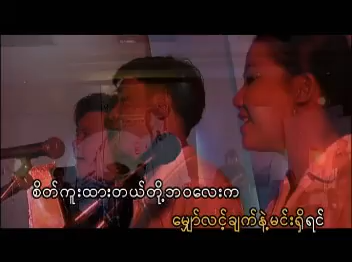 စိတ်ကူးထားတယ်တို့ဘဝလေးက
မျှော်လင့်ချက်နဲ့မင်းရှိရင်